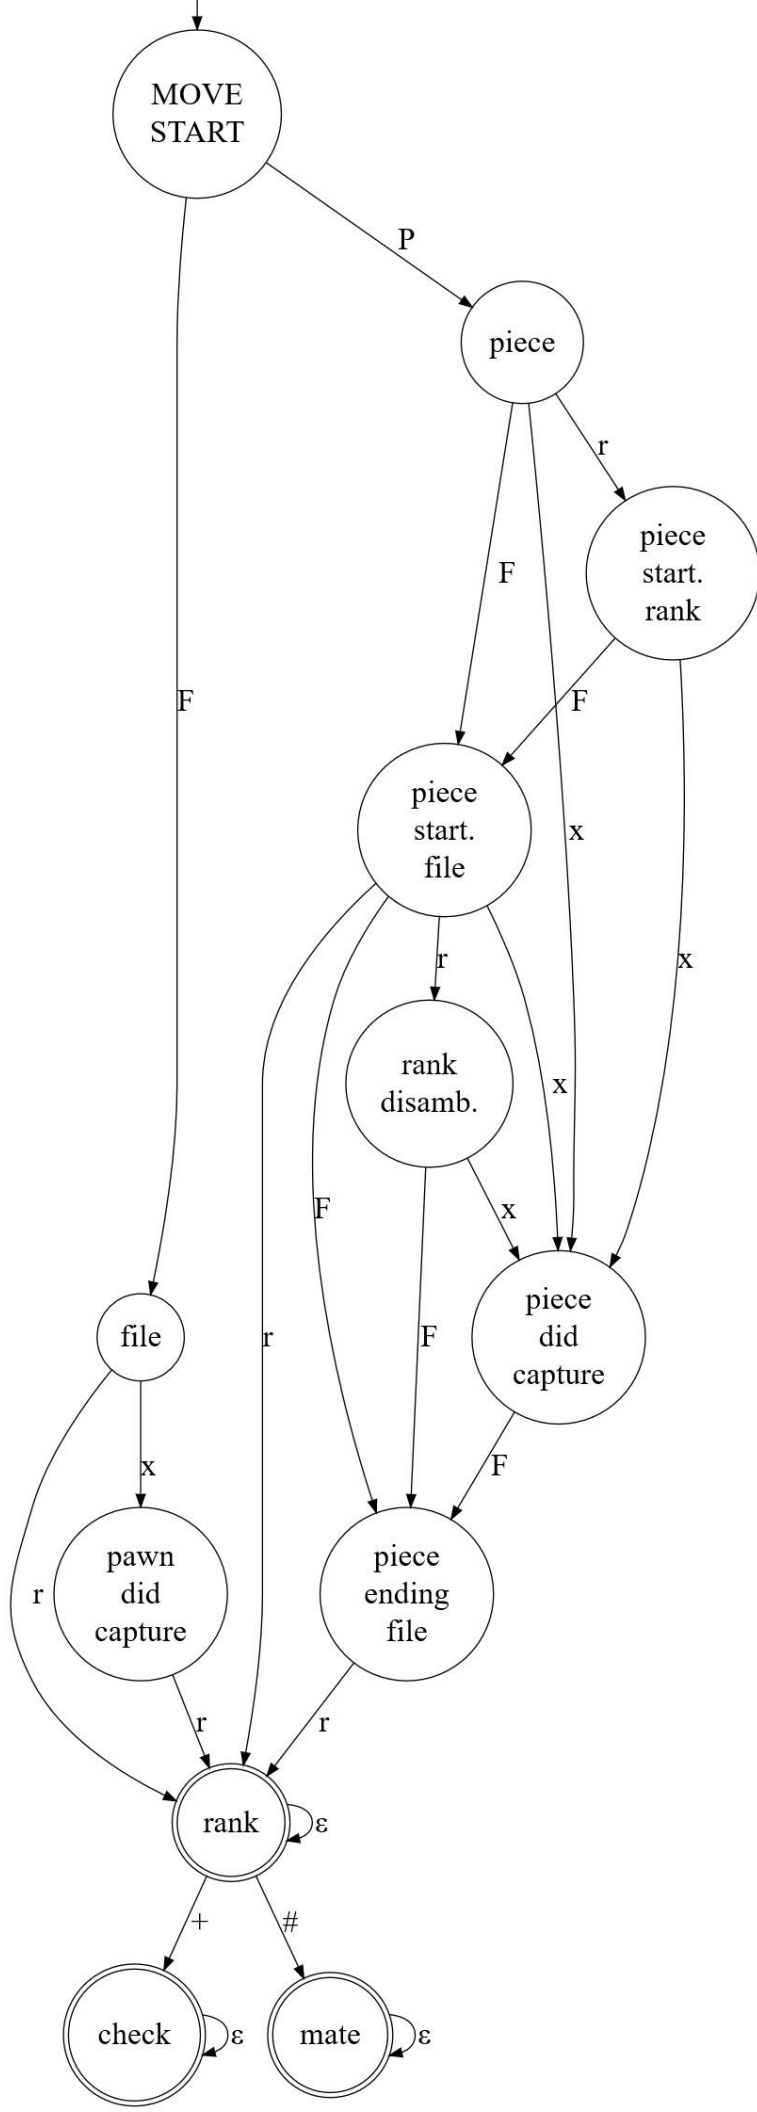 MOVE
START
P
piece
r
piece
start.
rank
F
F
F
piece
start.
file
x
r
x
rank
disamb.
x
F
x
piece
did
capture
file
r
F
F
x
pawn
did
capture
piece
ending
file
r
r
r
rank
ε
+
#
check
ε
mate
ε